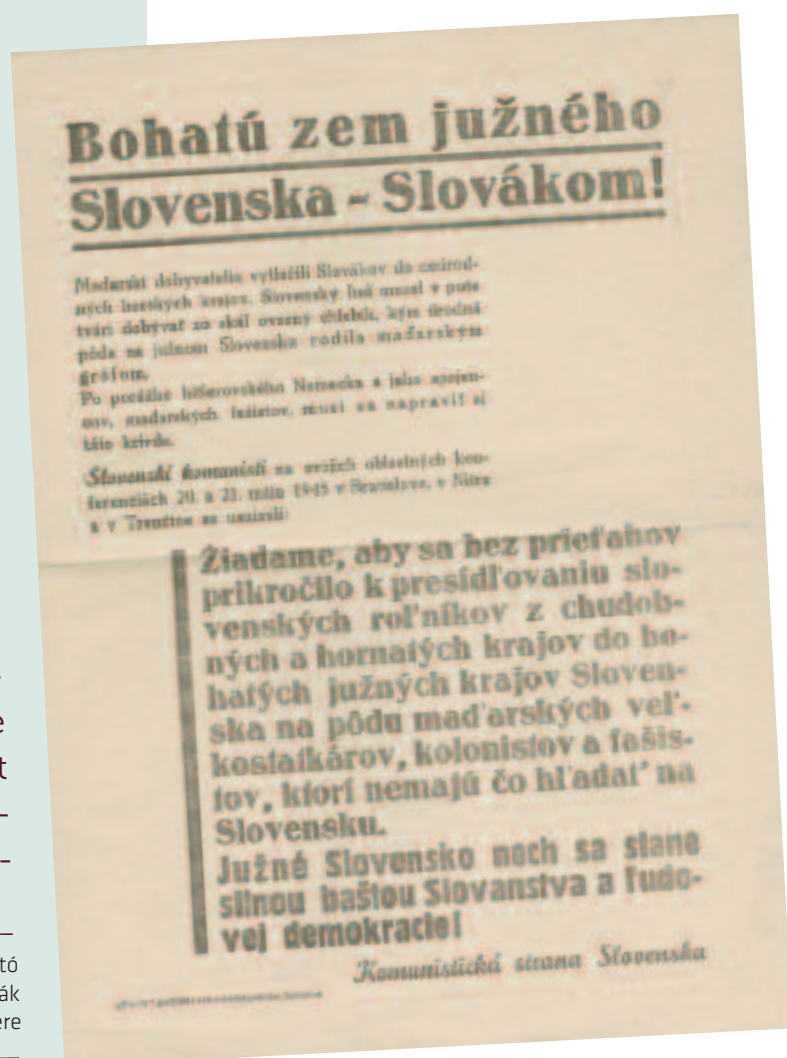 Bohatú zem južného
Slovenska - Slovákom!
Maďarskí dobyvatelia vytlačili Slovákov do neúrod-
ných horských krajov. Slovenský ľud musel v pote
tvári dobývať zo skál ovsený chlebík, kým úrodná
pôda na južnom Slovensku rodila maďarským
grófom.
Po porážke hitlerovského Nemecka a jeho spojen-
cov, maďarských fašistov, musí sa napraviť aj
táto krivda.
Slovenskí komunisti na svojich oblastných kon-
ferenciách 20. a 21. mája 1945 v Bratislave, v Nitre
a v Trenčíne sa uzniesli:
Žiadame, aby sa bez prieťahov
prikročilo k presídľovaniu slo-
venských roľníkov z chudob-
ných a hornatých krajov do bo-
hatých južných krajov Sloven-
ska na pôdu maďarských veľ-
kostatkárov, kolonistov a fašis-
tov, ktorí nemajú čo hľadať na
Slovensku.
Južné Slovensko nech sa stane
silnou baštou Slovanstva a ľudo-
vej demokracie!
Komunistická strana Slovenska
e
t
-
-
tó
ák
ere